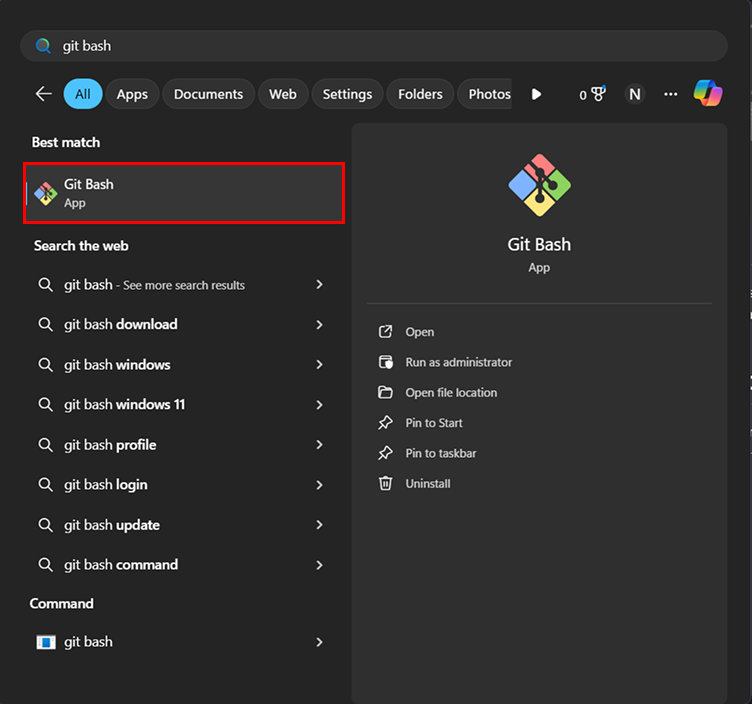 git bash
All Apps Documents Web Settings Folders Photos 0 N
Best match
Git Bash
App
Search the web
git bash - See more search results
git bash download
git bash windows
git bash windows 11
git bash profile
git bash login
git bash update
git bash command
Command
git bash
Git Bash
App
Open
Run as administrator
Open file location
Pin to Start
Pin to taskbar
Uninstall